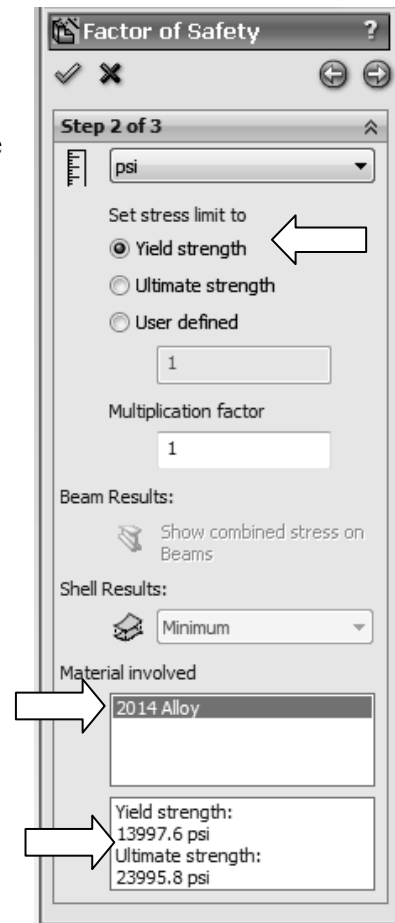 Factor of Safety ?
Step 2 of 3
e
psi
Set stress limit to
Yield strength
Ultimate strength
User defined
1
Multiplication factor
1
Beam Results:
Show combined stress on
Beams
Shell Results:
Minimum
Material involved
2014 Alloy
Yield strength:
13997.6 psi
Ultimate strength:
23995.8 psi